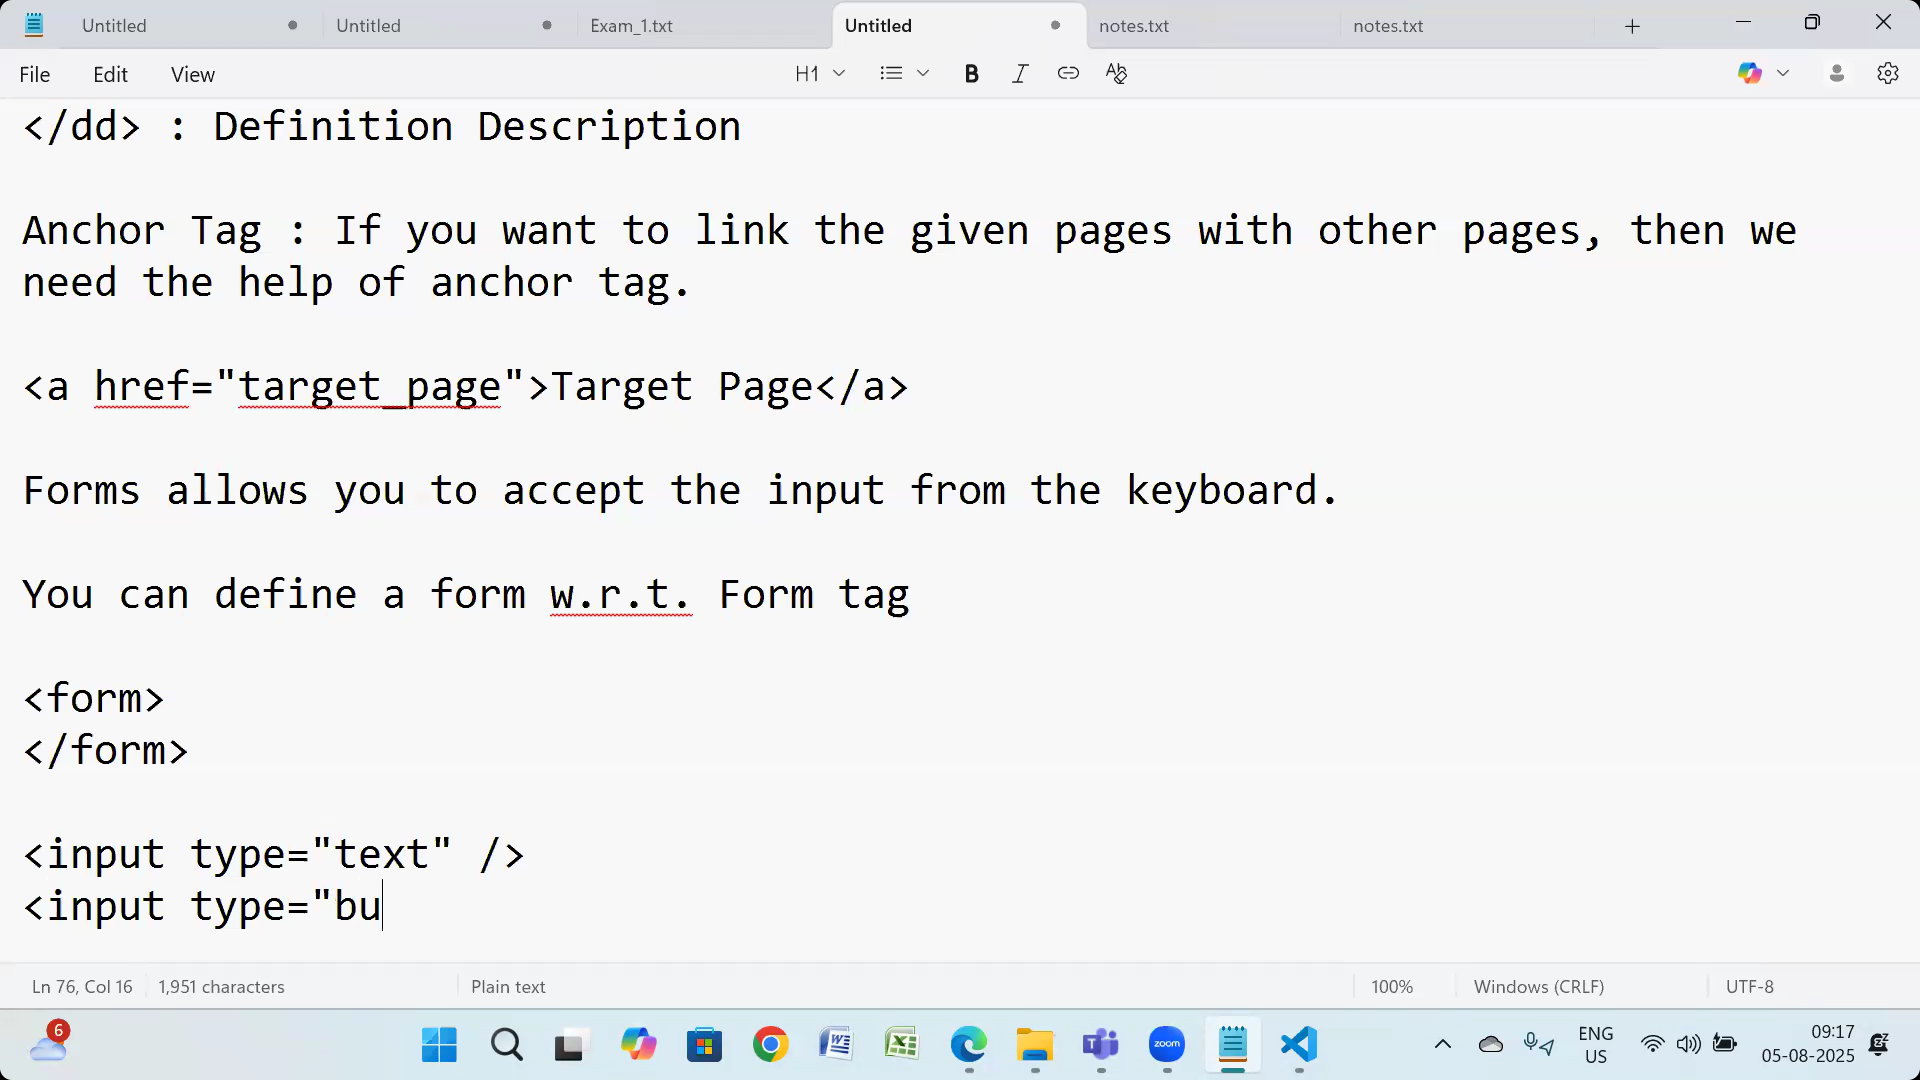 Untitled
Untitled
Exam_1.txt
Untitled
notes.txt
notes.txt
File
Edit
View
H1
</dd> : Definition Description
Anchor Tag : If you want to link the given pages with other pages, then we
need the help of anchor tag.
<a href="target_page">Target Page</a>
Forms allows you to accept the input from the keyboard.
You can define a form w.r.t. Form tag
<form>
</form>
<input type="text" />
<input type="bu
Ln 76, Col 16
1,951 characters
Plain text
100%
Windows (CRLF)
UTF-8
6
zoom
ENG
US
09:17
05-08-2025